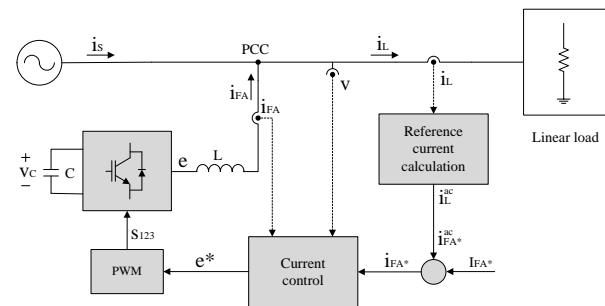 iS
PCC
iL
iFA
iFA
v
iL
Linear load
Reference
current
calculation
+
vC
−
C
e
L
iL^ac
S123
iFA*^ac
PWM
e*
Current
control
iFA*
IFA*